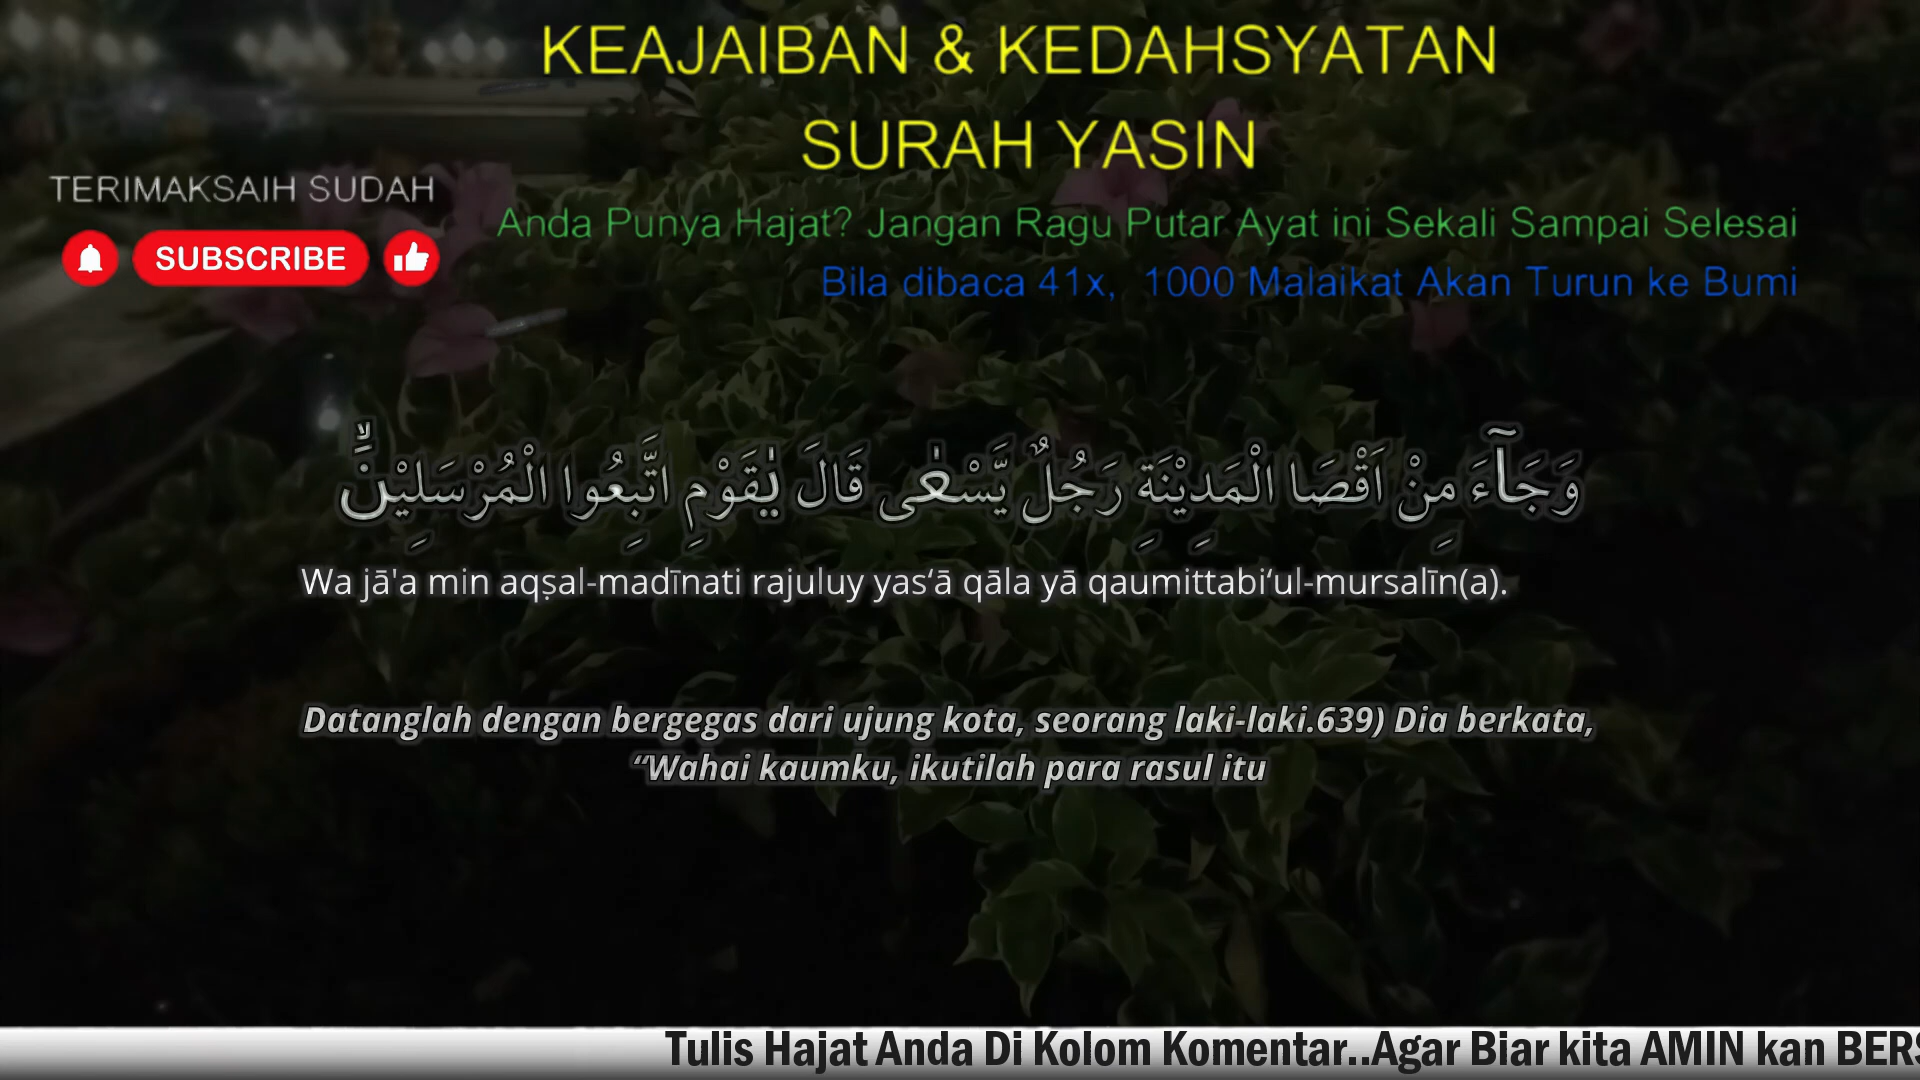 KEAJAIBAN & KEDAHSYATAN
SURAH YASIN
TERIMAKSAIH SUDAH
SUBSCRIBE
Anda Punya Hajat? Jangan Ragu Putar Ayat ini Sekali Sampai Selesai
Bila dibaca 41x, 1000 Malaikat Akan Turun ke Bumi
وَجَاۤءَ مِنْ اَقْصَا الْمَدِيْنَةِ رَجُلٌ يَّسْعٰى قَالَ يٰقَوْمِ اتَّبِعُوا الْمُرْسَلِيْنَۙ
Wa jā'a min aqṣal-madīnati rajuluy yas‘ā qāla yā qaumittabi‘ul-mursalīn(a).
Datanglah dengan bergegas dari ujung kota, seorang laki-laki.639) Dia berkata,
“Wahai kaumku, ikutilah para rasul itu
Tulis Hajat Anda Di Kolom Komentar..Agar Biar kita AMIN kan BERS